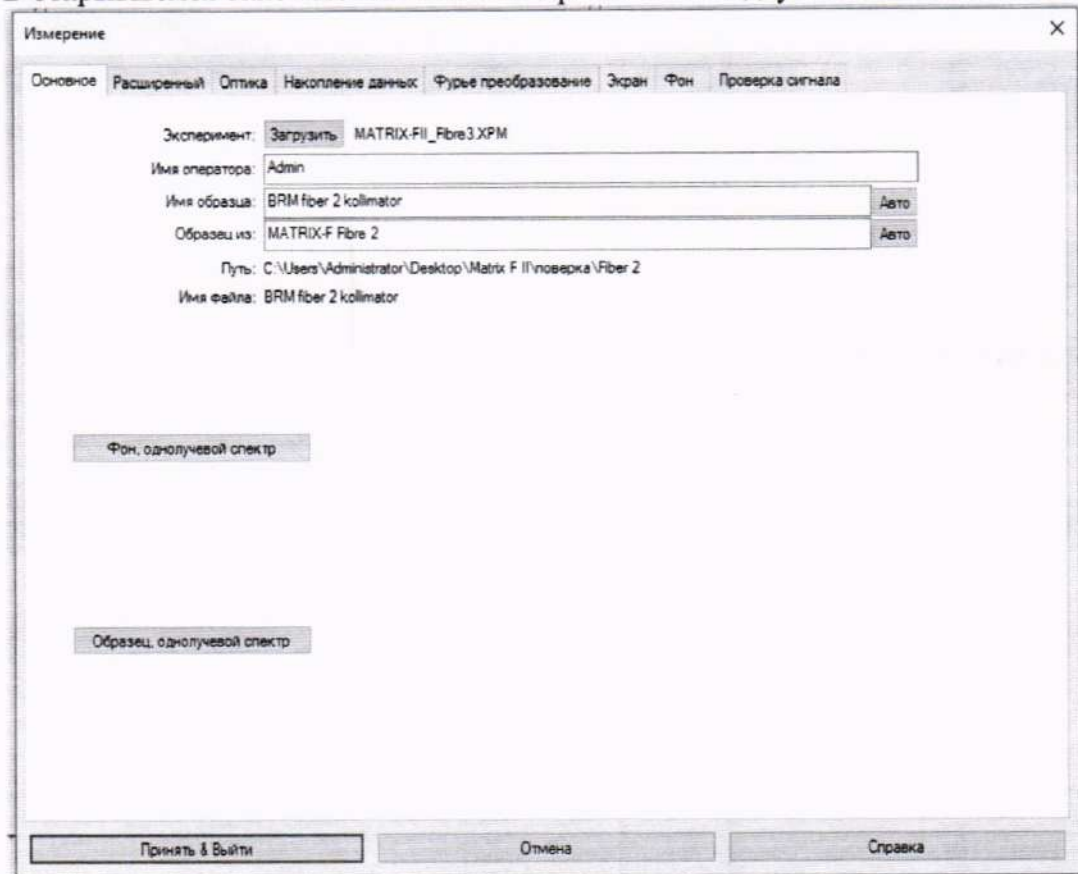 Измерение
Основное Расширенный Оптика Накопление данных Фурье преобразование Экран Фон Проверка сигнала
Эксперимент: Загрузить MATRIX-FII_Fibre3.XPM
Имя оператора: Admin
Имя образца: BRM fiber 2 kollimator Авто
Образец из: MATRIX-F Fibre 2 Авто
Путь: C:\Users\Administrator\Desktop\Matrix F II\поверка\Fiber 2
Имя файла: BRM fiber 2 kollimator
Фон, однолучевой спектр
Образец, однолучевой спектр
Принять & Выйти Отмена Справка